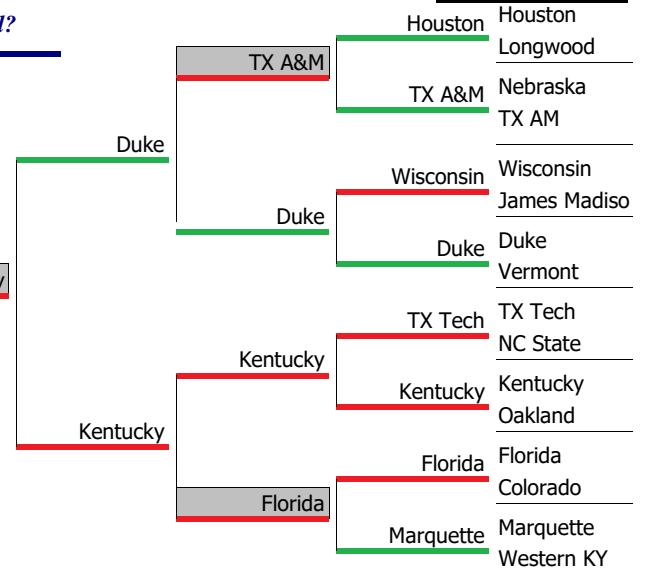 d?
Houston
Houston
Longwood
TX A&M
TX A&M
Nebraska
TX AM
Duke
Wisconsin
Wisconsin
James Madiso
Duke
Duke
Duke
Vermont
TX Tech
TX Tech
NC State
Kentucky
Kentucky
Kentucky
Oakland
Kentucky
Florida
Florida
Colorado
Florida
Marquette
Marquette
Western KY